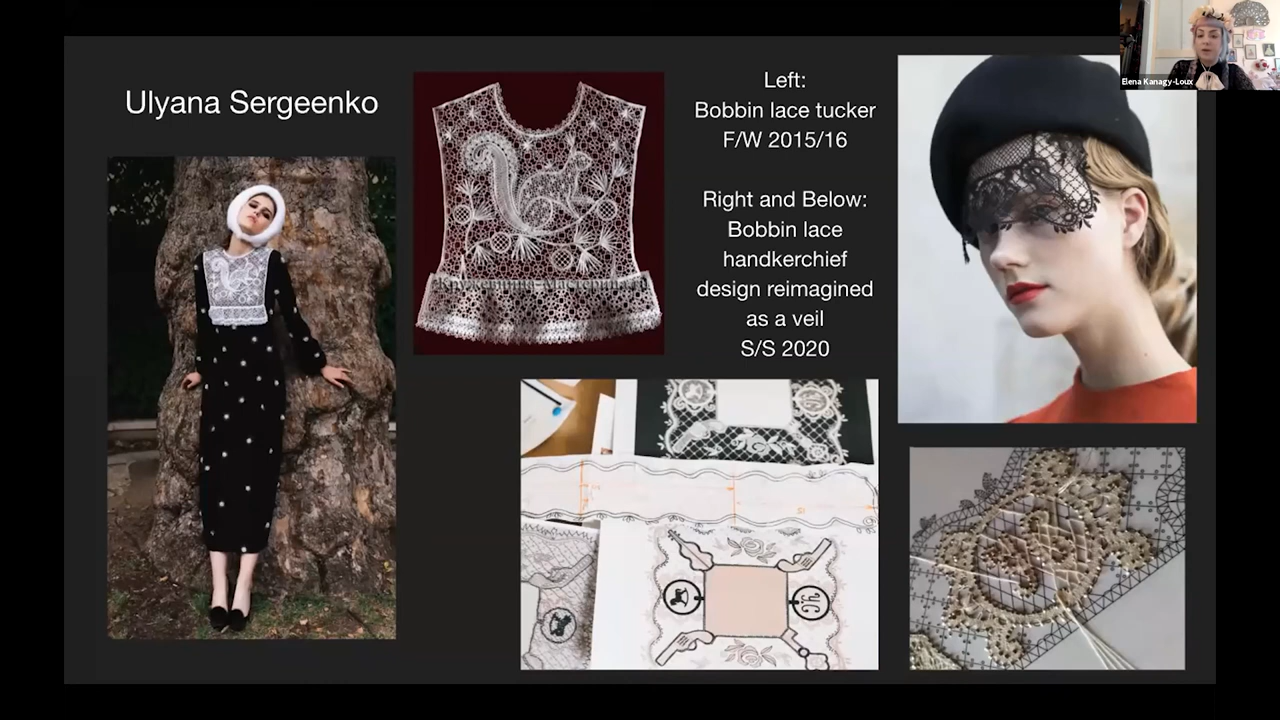 Ulyana Sergeenko
Left:
Bobbin lace tucker
F/W 2015/16
Right and Below:
Bobbin lace
handkerchief
design reimagined
as a veil
S/S 2020
Elena Kanagy-Loux